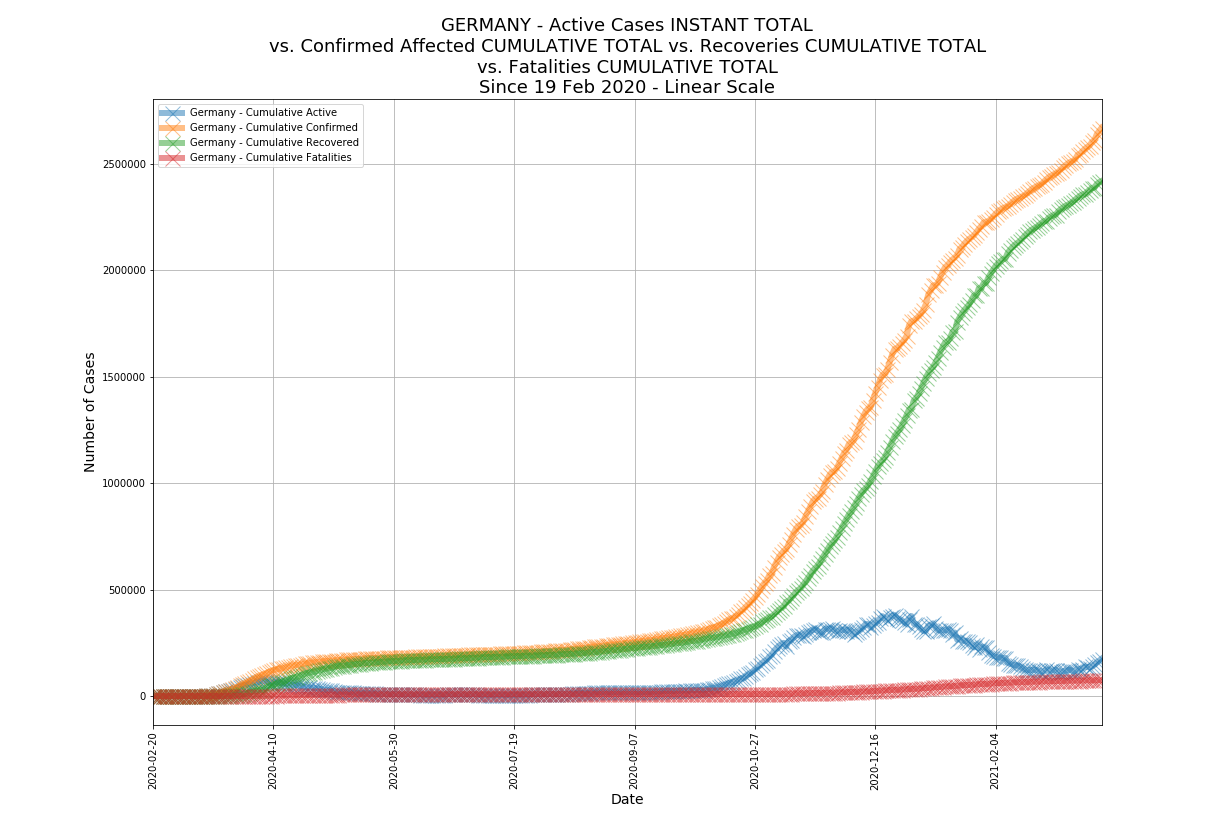 GERMANY - Active Cases INSTANT TOTAL
vs. Confirmed Affected CUMULATIVE TOTAL vs. Recoveries CUMULATIVE TOTAL
vs. Fatalities CUMULATIVE TOTAL
Since 19 Feb 2020 - Linear Scale
Germany - Cumulative Active
Germany - Cumulative Confirmed
Germany - Cumulative Recovered
Germany - Cumulative Fatalities
Number of Cases
2500000
2000000
1500000
1000000
500000
0
2020-02-20
2020-04-10
2020-05-30
2020-07-19
2020-09-07
2020-10-27
2020-12-16
2021-02-04
Date